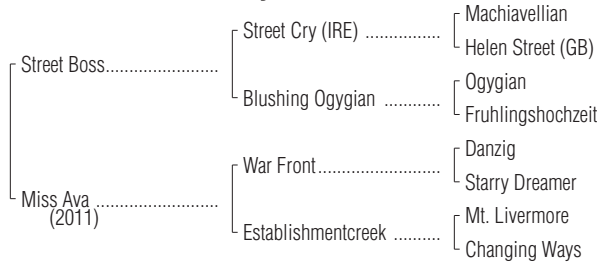 Machiavellian
Street Cry (IRE) ................
Helen Street (GB)
Street Boss........................
Ogygian
Blushing Ogygian ............
Fruhlingshochzeit
Danzig
War Front..........................
Starry Dreamer
Miss Ava ..........................
(2011)
Mt. Livermore
Establishmentcreek ..........
Changing Ways